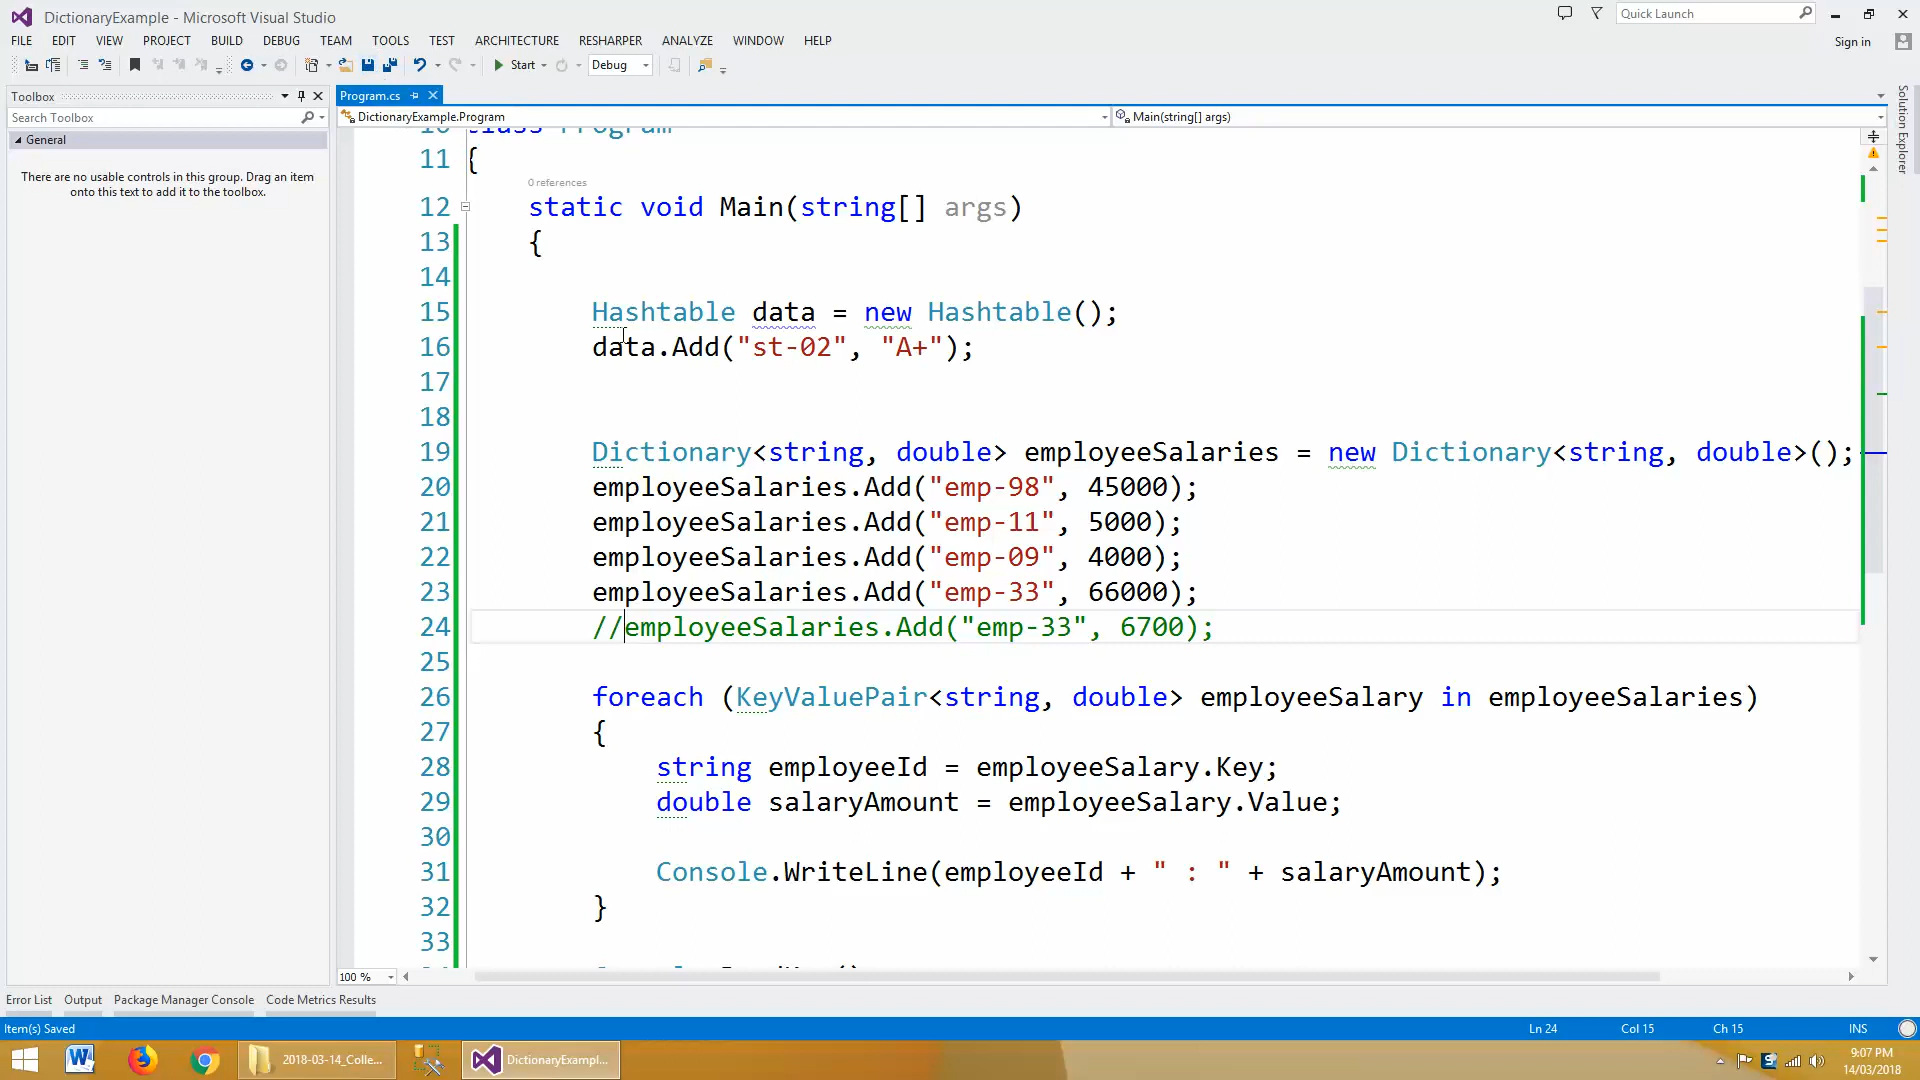 DictionaryExample - Microsoft Visual Studio
Quick Launch
FILE EDIT VIEW PROJECT BUILD DEBUG TEAM TOOLS TEST ARCHITECTURE RESHARPER ANALYZE WINDOW HELP
Sign in
Start Debug
Toolbox
Program.cs
Search Toolbox
DictionaryExample.Program
Main(string[] args)
General
There are no usable controls in this group. Drag an item
onto this text to add it to the toolbox.
Solution Explorer
10 class Program
11 {
0 references
12 static void Main(string[] args)
13 {
14
15 Hashtable data = new Hashtable();
16 data.Add("st-02", "A+");
17
18
19 Dictionary<string, double> employeeSalaries = new Dictionary<string, double>();
20 employeeSalaries.Add("emp-98", 45000);
21 employeeSalaries.Add("emp-11", 5000);
22 employeeSalaries.Add("emp-09", 4000);
23 employeeSalaries.Add("emp-33", 66000);
24 //employeeSalaries.Add("emp-33", 6700);
25
26 foreach (KeyValuePair<string, double> employeeSalary in employeeSalaries)
27 {
28 string employeeId = employeeSalary.Key;
29 double salaryAmount = employeeSalary.Value;
30
31 Console.WriteLine(employeeId + " : " + salaryAmount);
32 }
33
100 %
Error List Output Package Manager Console Code Metrics Results
Item(s) Saved
Ln 24 Col 15 Ch 15 INS
2018-03-14_Colle...
DictionaryExampl...
9:07 PM
14/03/2018